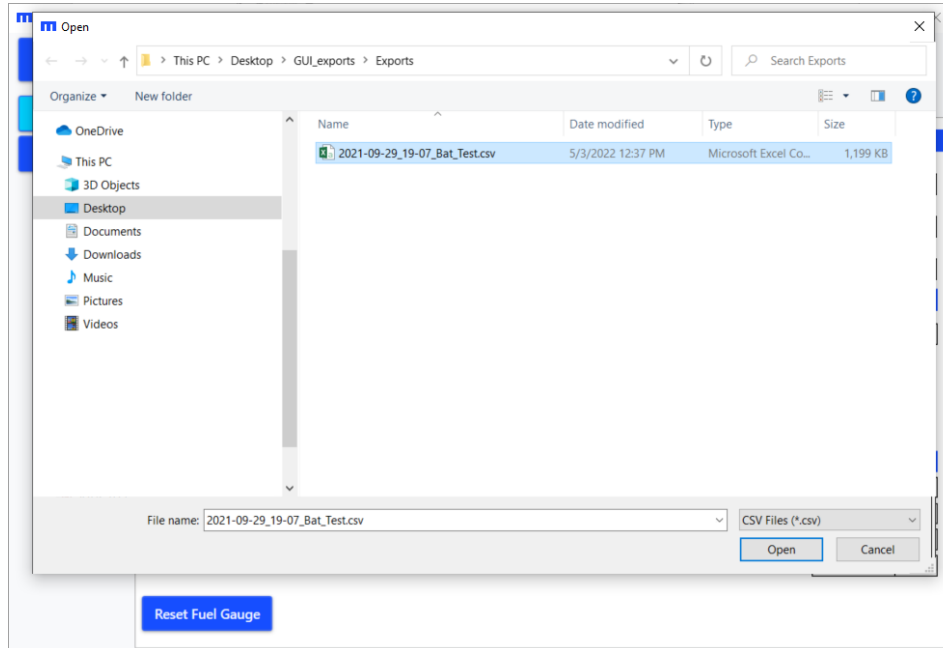 Open
This PC > Desktop > GUI_exports > Exports
Search Exports
Organize
New folder
OneDrive
This PC
3D Objects
Desktop
Documents
Downloads
Music
Pictures
Videos
Name
Date modified
Type
Size
2021-09-29_19-07_Bat_Test.csv
5/3/2022 12:37 PM
Microsoft Excel Co...
1,199 KB
File name:
2021-09-29_19-07_Bat_Test.csv
CSV Files (*.csv)
Open
Cancel
Reset Fuel Gauge